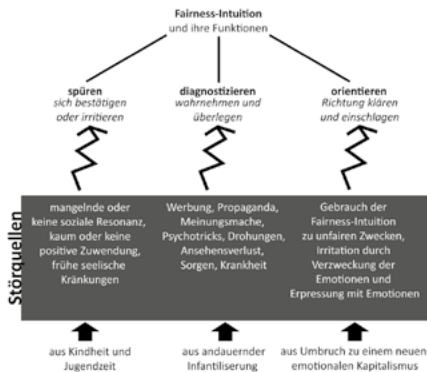 Fairness-Intuition
und ihre Funktionen
spüren
sich bestätigen
oder irritieren
diagnostizieren
wahrnehmen und
überlegen
orientieren
Richtung klären
und einschlagen
Störquellen
mangelnde oder
keine soziale Resonanz,
kaum oder keine
positive Zuwendung,
frühe seelische
Kränkungen
Werbung, Propaganda,
Meinungsmache,
Psychotricks, Drohungen,
Ansehensverlust,
Sorgen, Krankheit
Gebrauch der
Fairness-Intuition
zu unfairen Zwecken,
Irritation durch
Verzweckung der
Emotionen und
Erpressung mit Emotionen
aus Kindheit und
Jugendzeit
aus andauernder
Infantiliserung
aus Umbruch zu einem neuen
emotionalen Kapitalismus